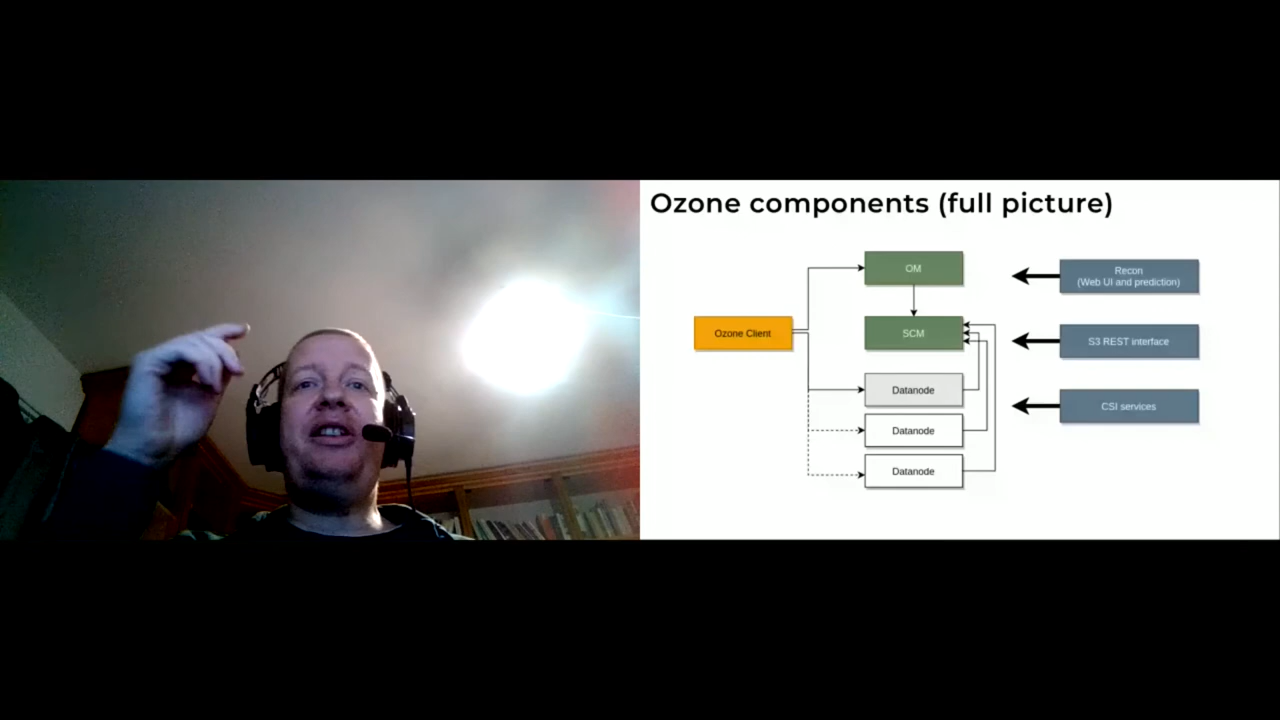 Ozone components (full picture)
OM
Recon
(Web UI and prediction)
Ozone Client
SCM
S3 REST interface
Datanode
CSI services
Datanode
Datanode